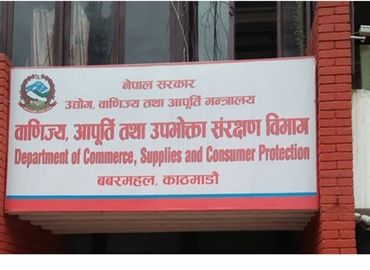 नेपाल सरकार
उद्योग, वाणिज्य तथा आपूर्ति मन्त्रालय
वाणिज्य, आपूर्ति तथा उपभोक्ता संरक्षण विभाग
Department of Commerce, Supplies and Consumer Protection
बबरमहल, काठमाडौं